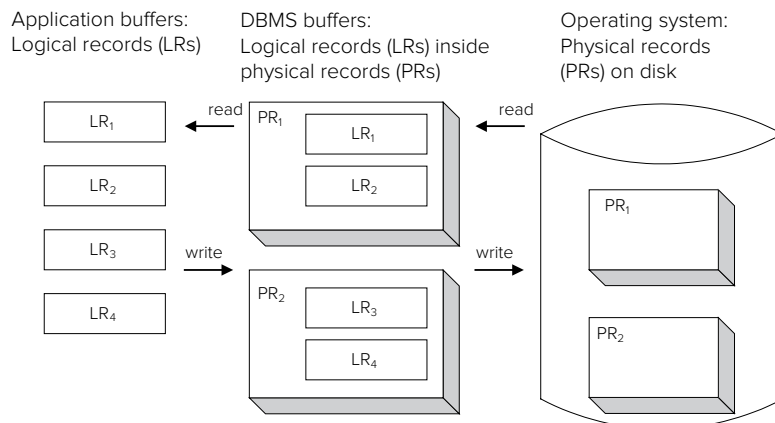 Application buffers:
Logical records (LRs)
DBMS buffers:
Logical records (LRs) inside
physical records (PRs)
Operating system:
Physical records
(PRs) on disk
LR₁
LR₂
LR₃
LR₄
read
write
PR₁
LR₁
LR₂
PR₂
LR₃
LR₄
read
write
PR₁
PR₂